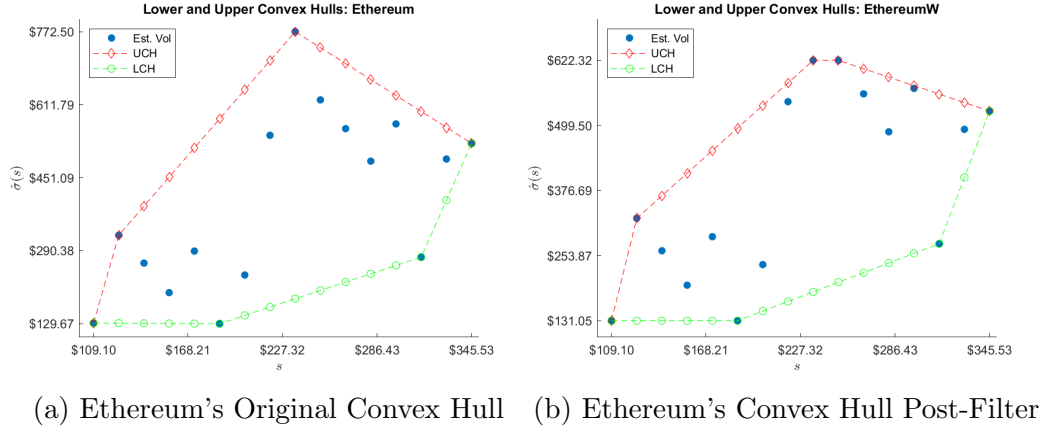 Lower and Upper Convex Hulls: Ethereum
$772.50
$611.79
$451.09
$290.38
$129.67
σ̂(s)
Est. Vol
UCH
LCH
$109.10 $168.21 $227.32 $286.43 $345.53
s
Lower and Upper Convex Hulls: EthereumW
$622.32
$499.50
$376.69
$253.87
$131.05
σ̂(s)
Est. Vol
UCH
LCH
$109.10 $168.21 $227.32 $286.43 $345.53
s
(a) Ethereum's Original Convex Hull
(b) Ethereum's Convex Hull Post-Filter